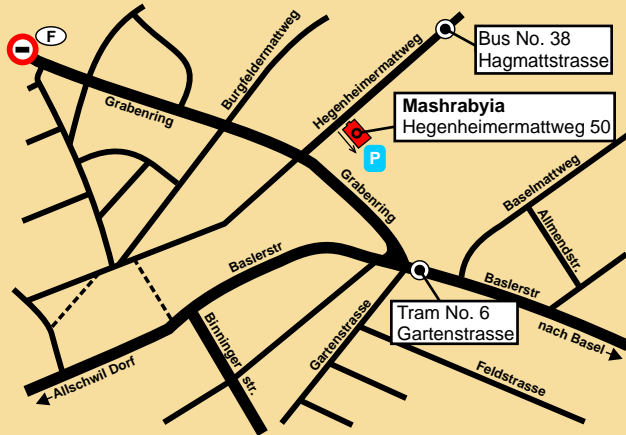 F
Bus No. 38
Hagmattstrasse
Burgfeldermattweg
Hegenheimermattweg
Grabenring
Mashrabyia
Hegenheimermattweg 50
P
Grabenring
Baselmattweg
Allmendstr.
Baslerstr
Baslerstr
Tram No. 6
Gartenstrasse
nach Basel
Binninger
str.
Gartenstrasse
Feldstrasse
Allschwil Dorf